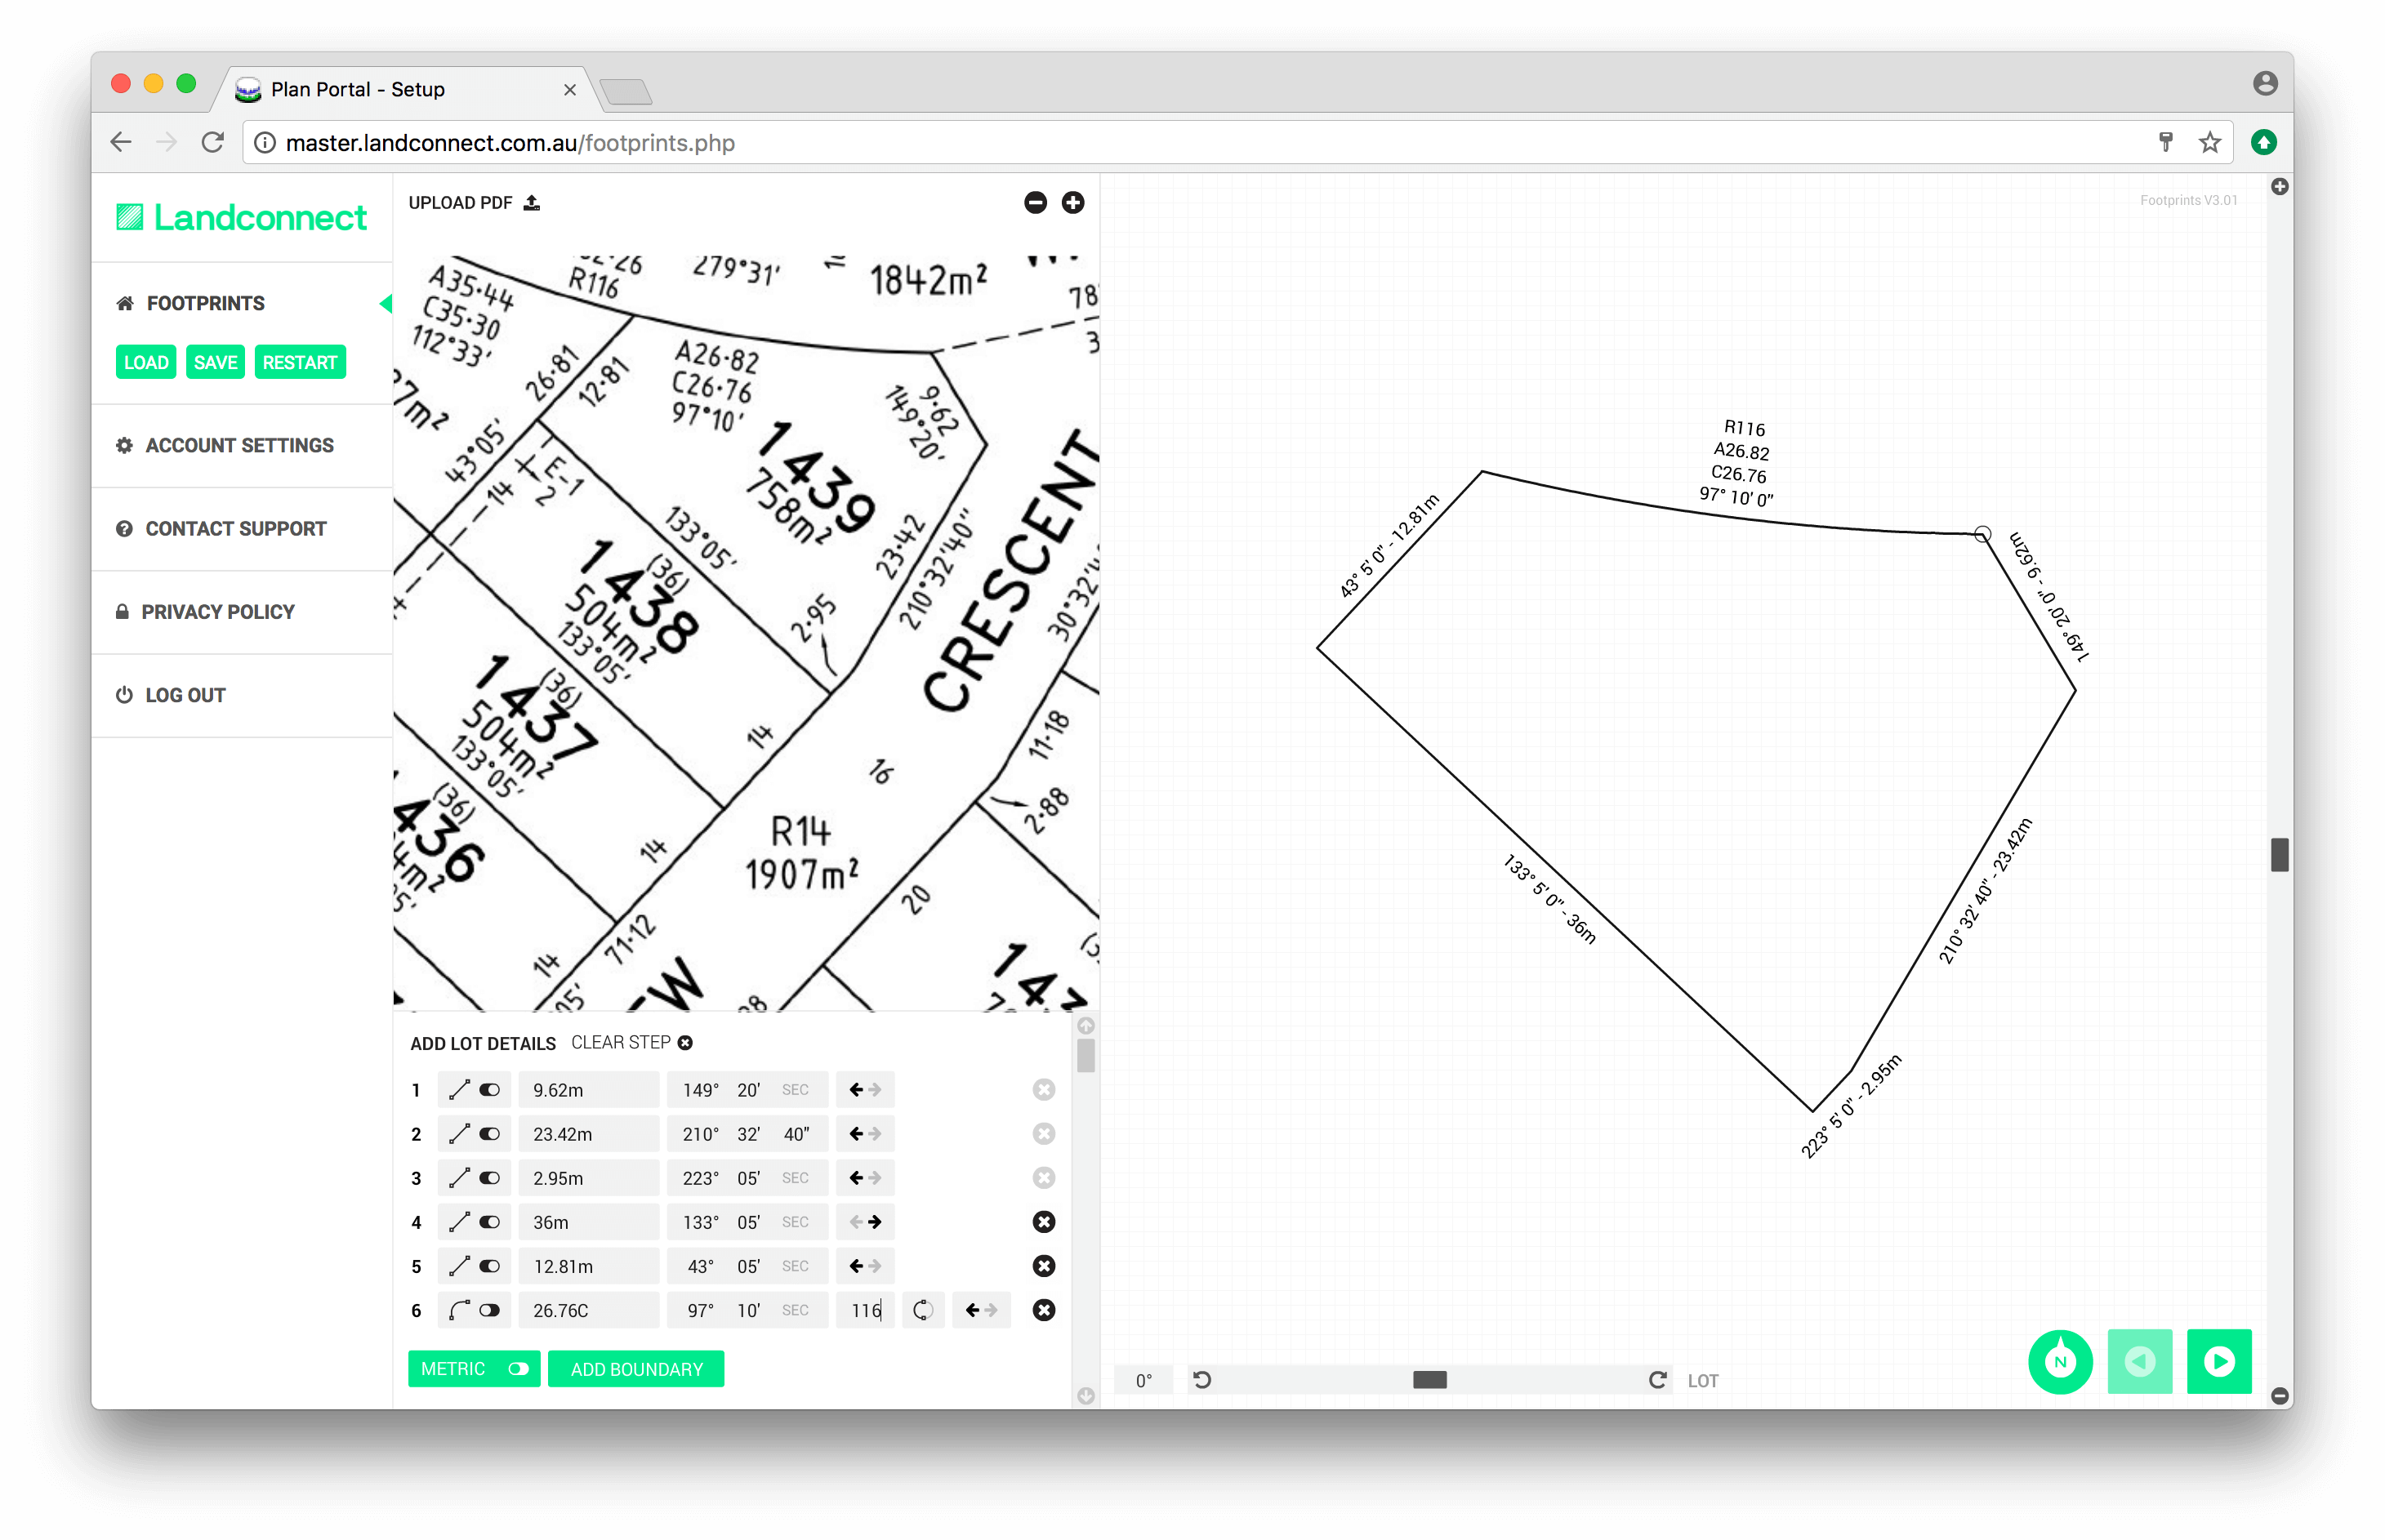 Plan Portal - Setup
master.landconnect.com.au/footprints.php
Landconnect
FOOTPRINTS
LOAD
SAVE
RESTART
ACCOUNT SETTINGS
CONTACT SUPPORT
PRIVACY POLICY
LOG OUT
UPLOAD PDF
A35·44
C35·30
112°33'
R116
279°31'
1842m²
78
26·81
12·81
A26·82
C26·76
97°10'
9·62
149°20'
43°05'
14
E-1
2
1439
758m²
133°05'
23·42
210°32'40"
CRESCENT
1438
(36)
504m²
133°05'
2·95
1437
(36)
504m²
133°05'
14
11·18
16
2·88
(36)
R14
1907m²
14
20
71·12
14
ADD LOT DETAILS
CLEAR STEP
1 9.62m 149° 20' SEC
2 23.42m 210° 32' 40"
3 2.95m 223° 05' SEC
4 36m 133° 05' SEC
5 12.81m 43° 05' SEC
6 26.76C 97° 10' SEC 116
METRIC
ADD BOUNDARY
Footprints V3.01
R116
A26.82
C26.76
97° 10' 0"
43° 5' 0" - 12.81m
149° 20' 0" - 9.62m
133° 5' 0" - 36m
210° 32' 40" - 23.42m
223° 5' 0" - 2.95m
0°
LOT
N